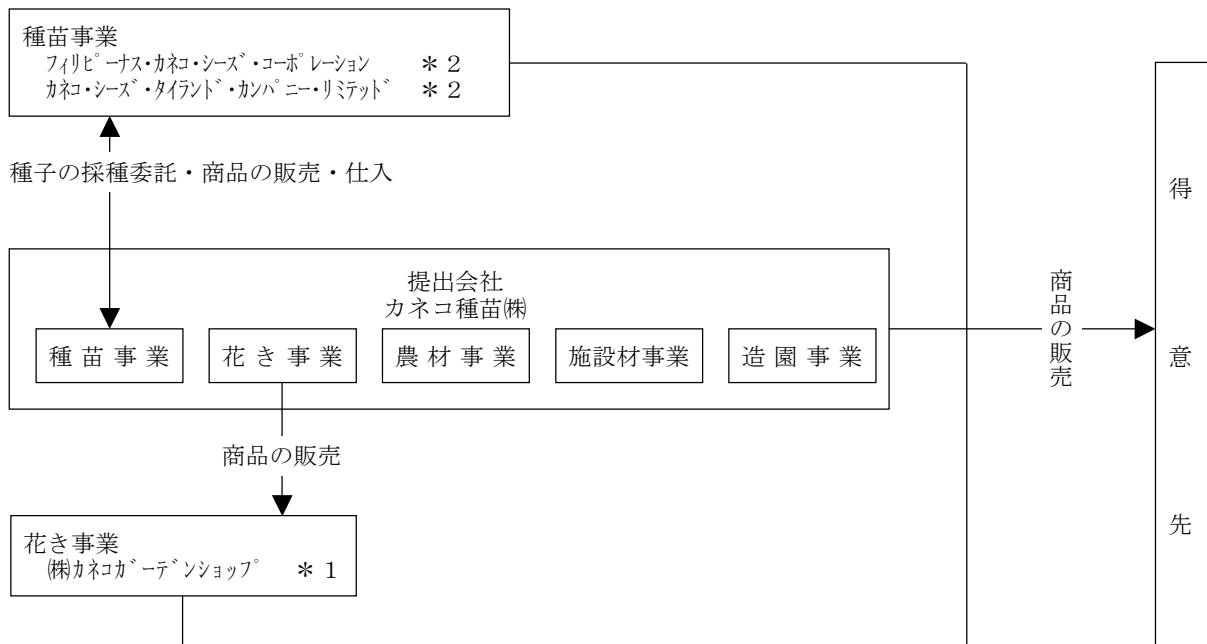 種苗事業
フィリピーナス・カネコ・シーズ・コーポレーション ＊２
カネコ・シーズ・タイランド・カンパニー・リミテッド ＊２
種子の採種委託・商品の販売・仕入
提出会社
カネコ種苗㈱
種苗事業
花き事業
農材事業
施設材事業
造園事業
商品の販売
商品の販売
花き事業
㈱カネコガーデンショップ ＊１
得意先